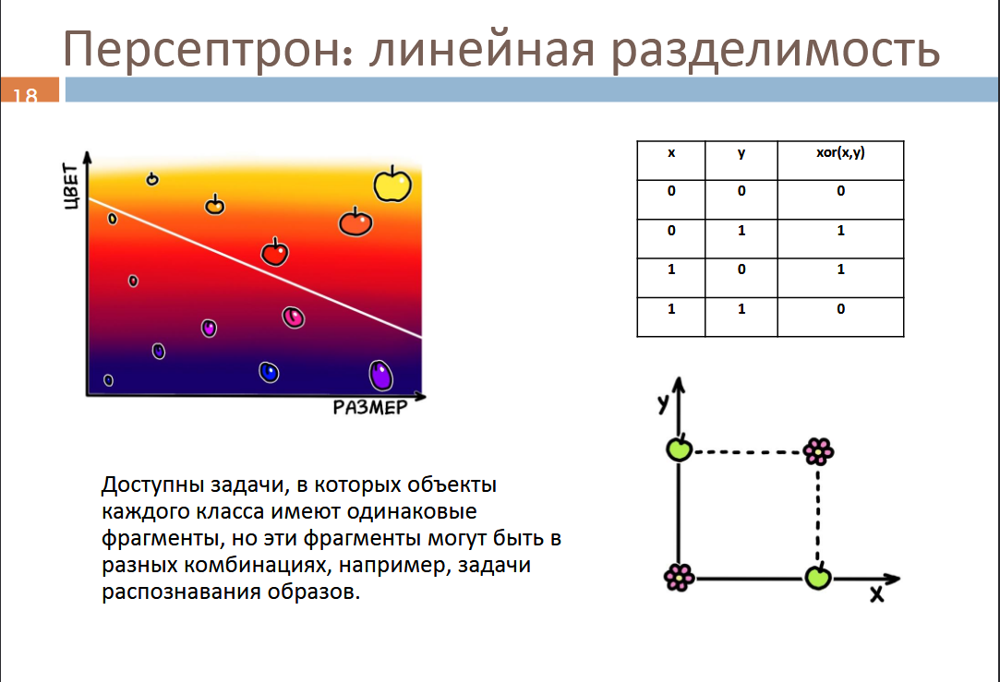 Персептрон: линейная разделимость
18
ЦВЕТ
РАЗМЕР
x y xor(x,y)
0 0 0
0 1 1
1 0 1
1 1 0
Доступны задачи, в которых объекты
каждого класса имеют одинаковые
фрагменты, но эти фрагменты могут быть в
разных комбинациях, например, задачи
распознавания образов.
y
x